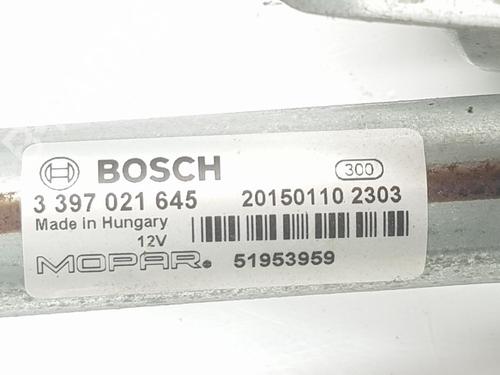 BOSCH 300
3 397 021 645 20150110 2303
Made in Hungary
12V
MOPAR® 51953959